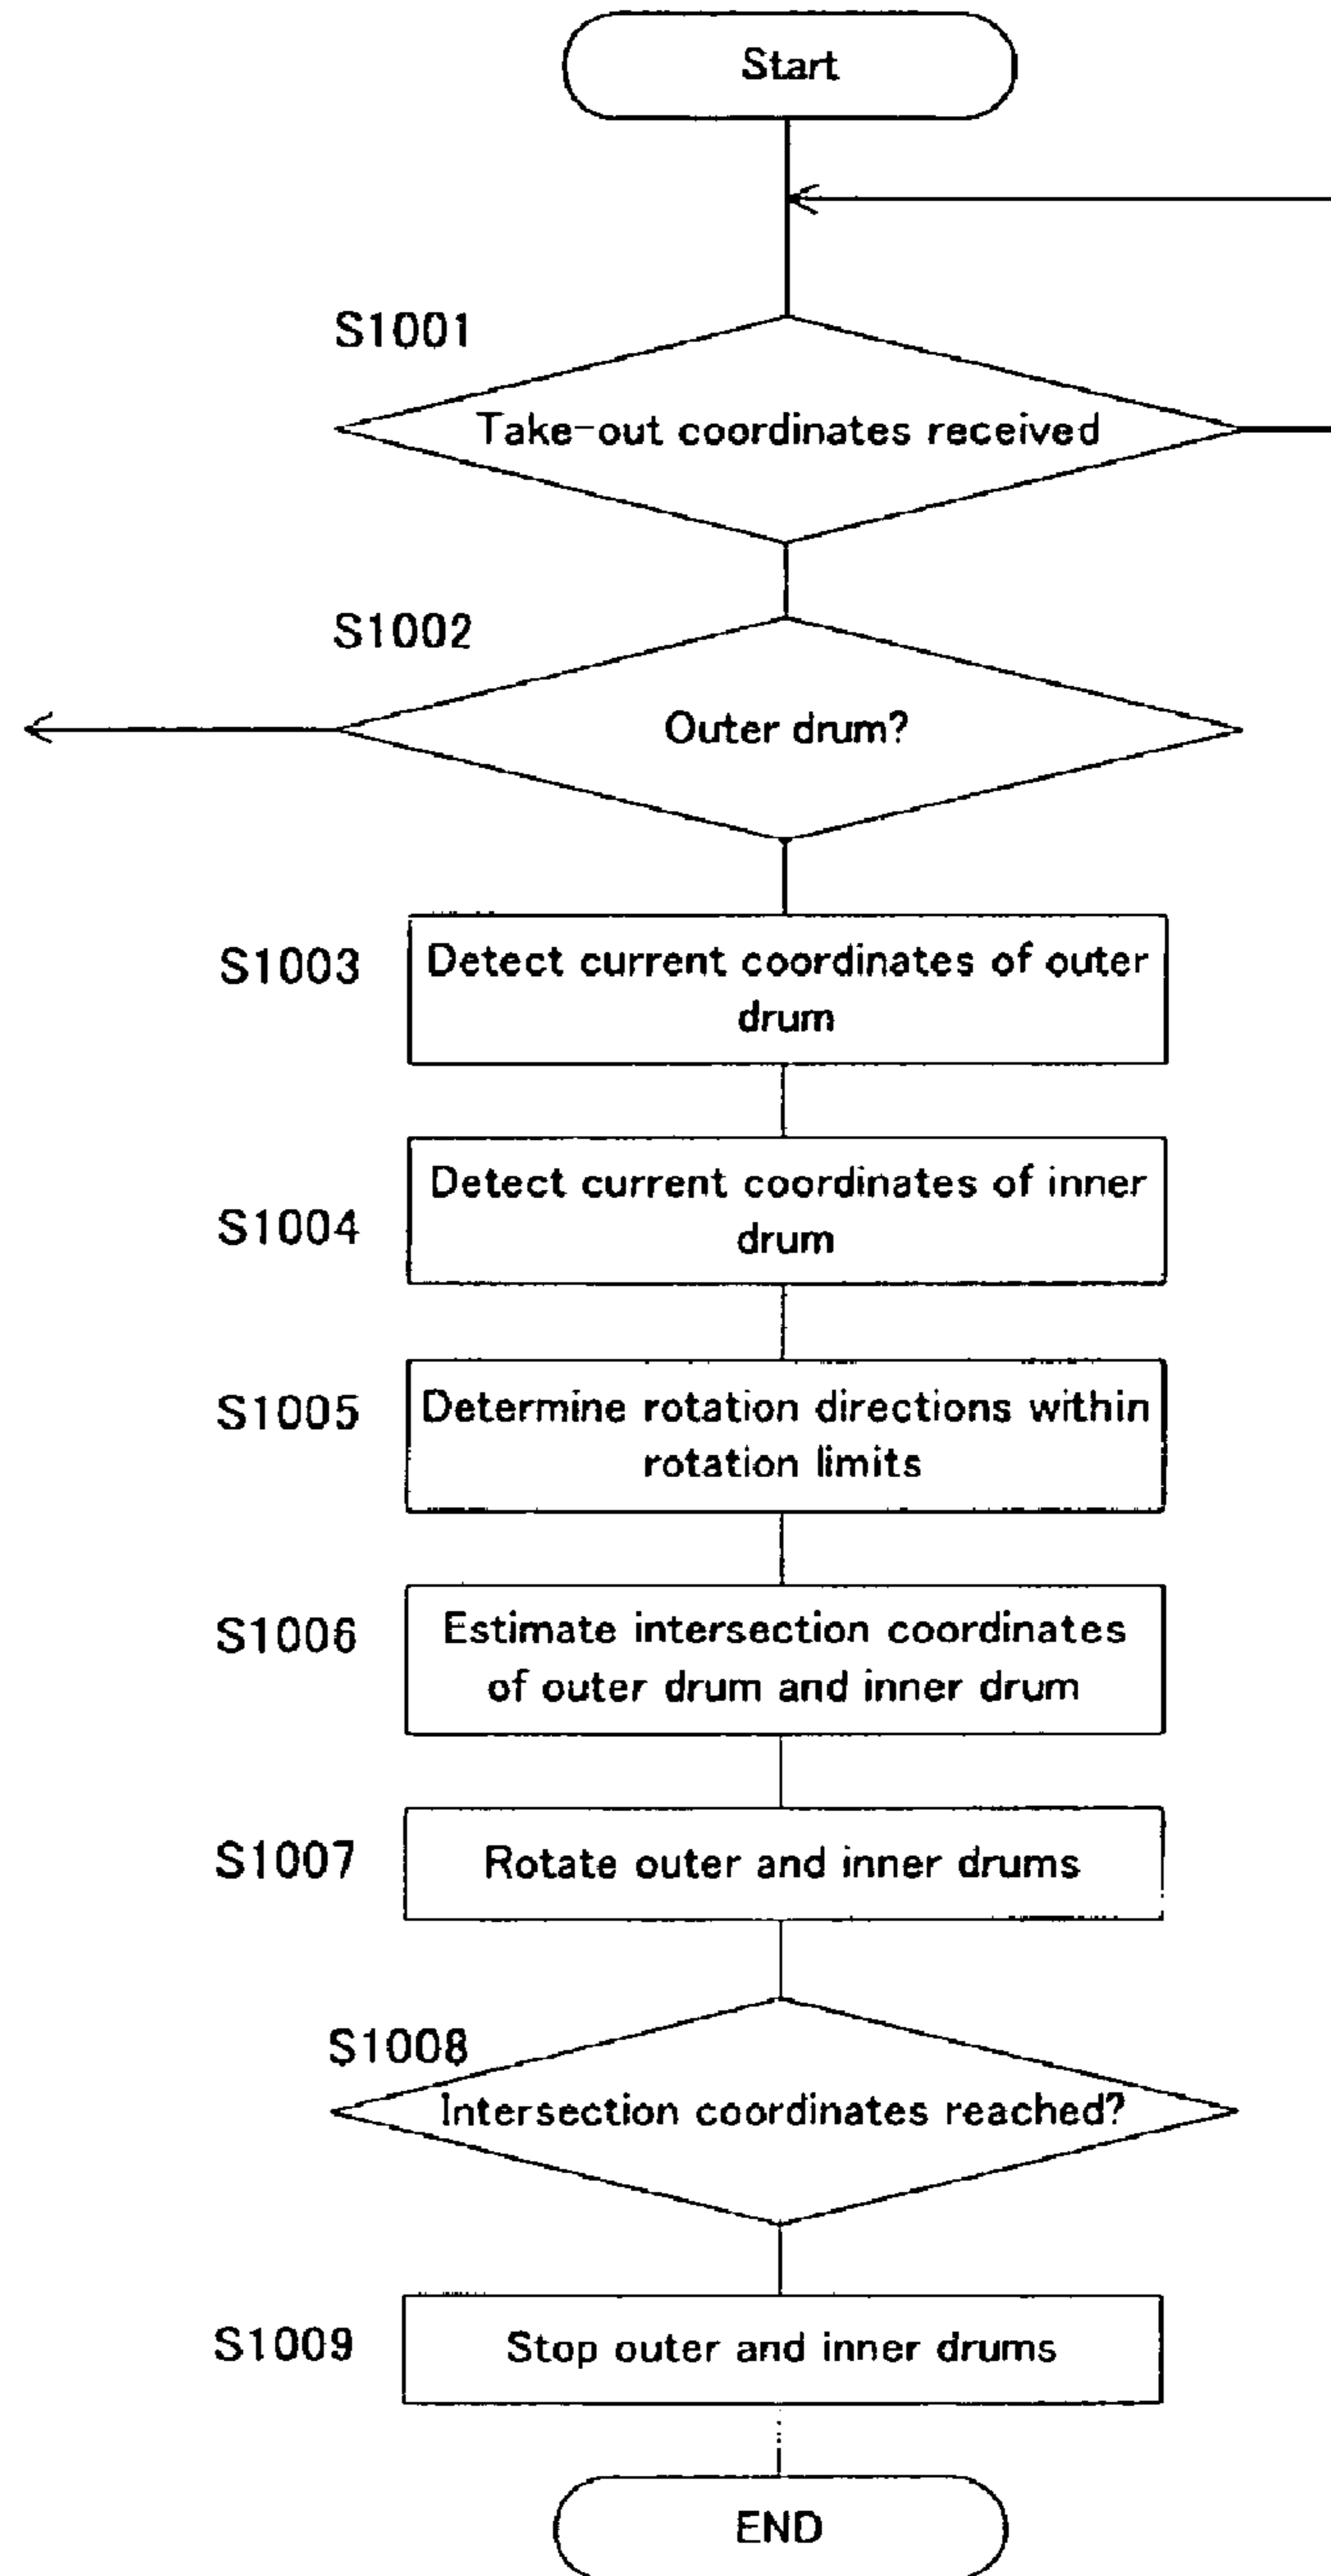 Start
S1001
Take-out coordinates received
S1002
Outer drum?
S1003
Detect current coordinates of outer
drum
S1004
Detect current coordinates of inner
drum
S1005
Determine rotation directions within
rotation limits
S1006
Estimate intersection coordinates
of outer drum and inner drum
S1007
Rotate outer and inner drums
S1008
Intersection coordinates reached?
S1009
Stop outer and inner drums
END